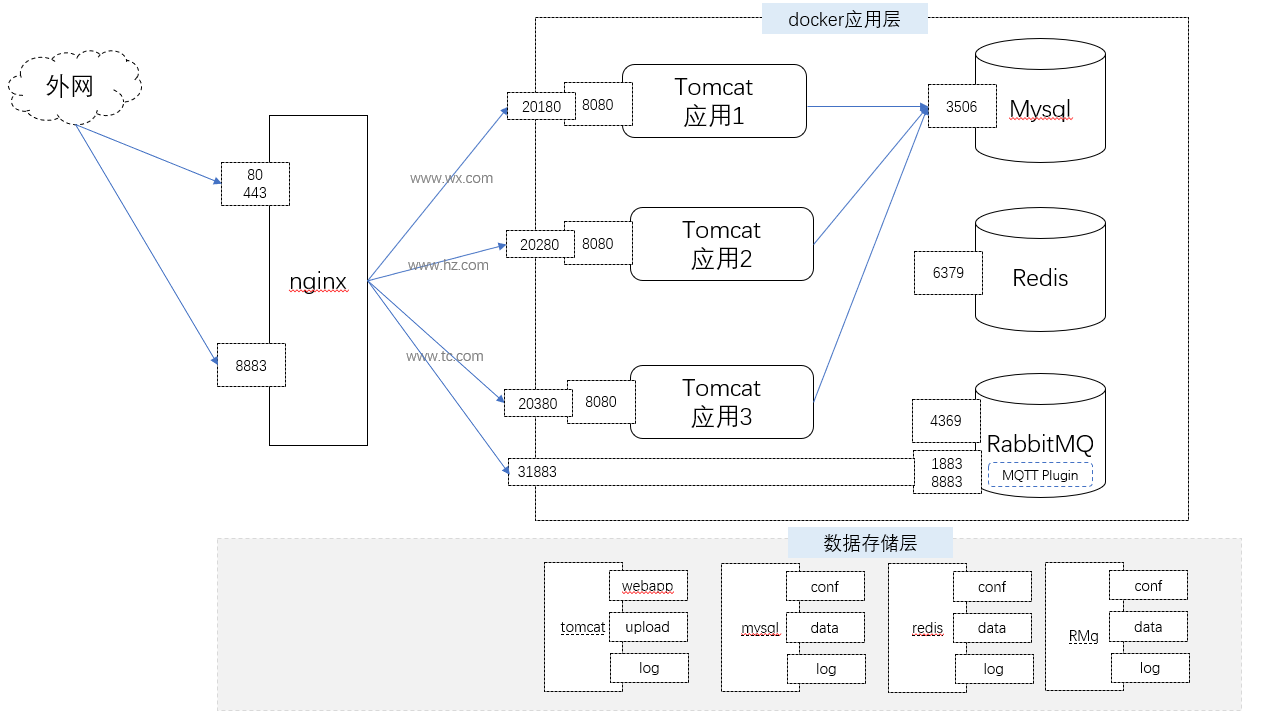 docker应用层
外网
80
443
8883
nginx
www.wx.com
www.hz.com
www.tc.com
20180
8080
Tomcat
应用1
20280
8080
Tomcat
应用2
20380
8080
Tomcat
应用3
31883
3506
Mysql
6379
Redis
4369
RabbitMQ
1883
8883
MQTT Plugin
数据存储层
tomcat
webapp
upload
log
mysql
conf
data
log
redis
conf
data
log
RMg
conf
data
log